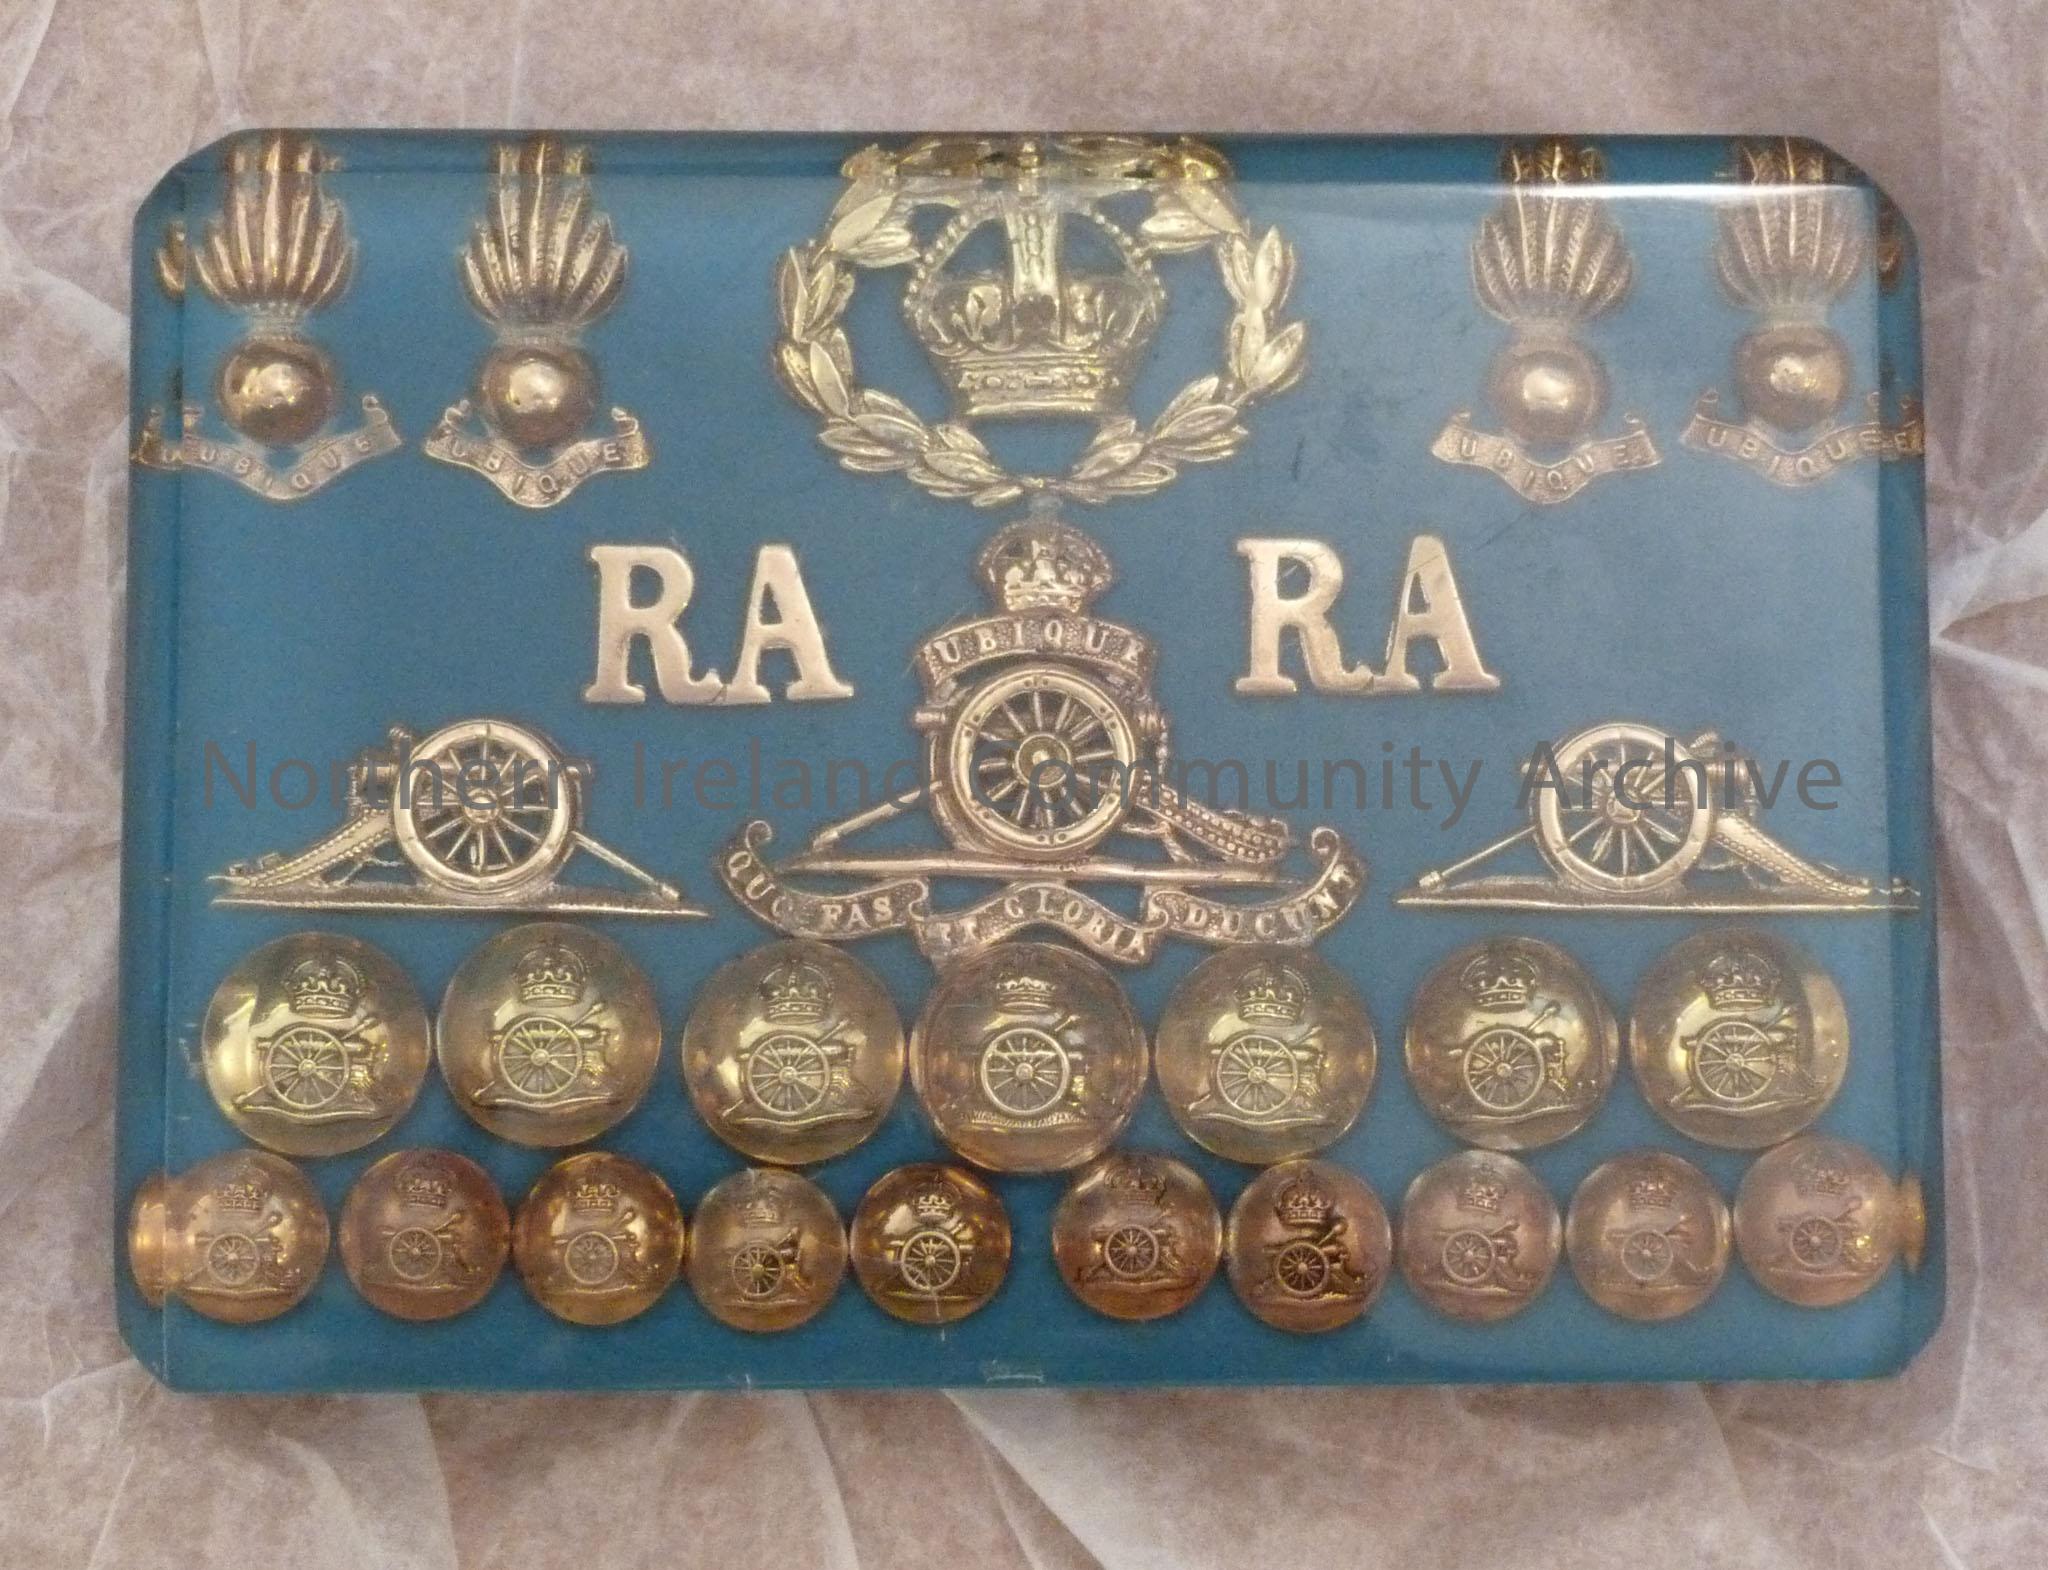 UBIQUE UBIQUE UBIQUE UBIQUE
RA RA
UBIQUE
Northern Ireland Community Archive
QUO FAS ET GLORIA DUCUNT